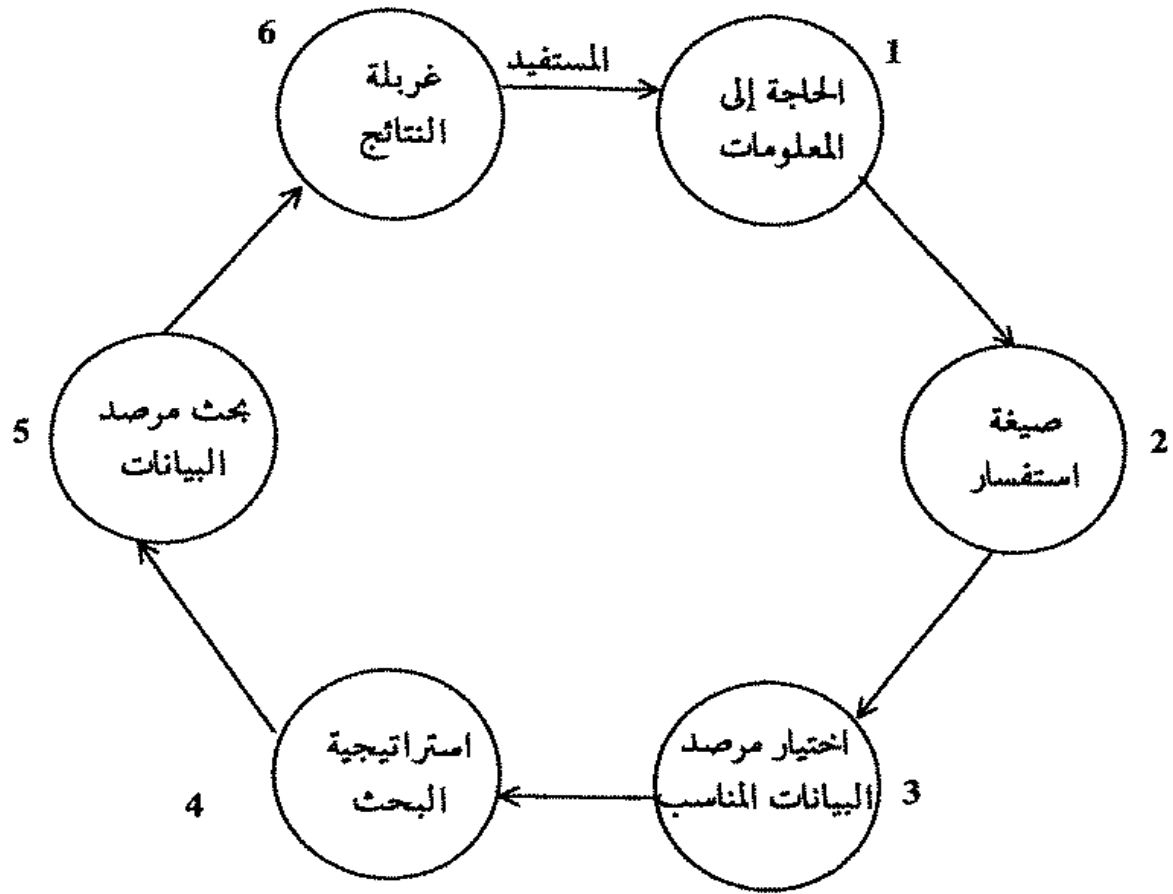 1
الحاجة إلى
المعلومات
2
صيغة
استفسار
3
اختيار مرصد
البيانات المناسب
4
استراتيجية
البحث
5
بحث مرصد
البيانات
6
غربلة
النتائج
المستفيد